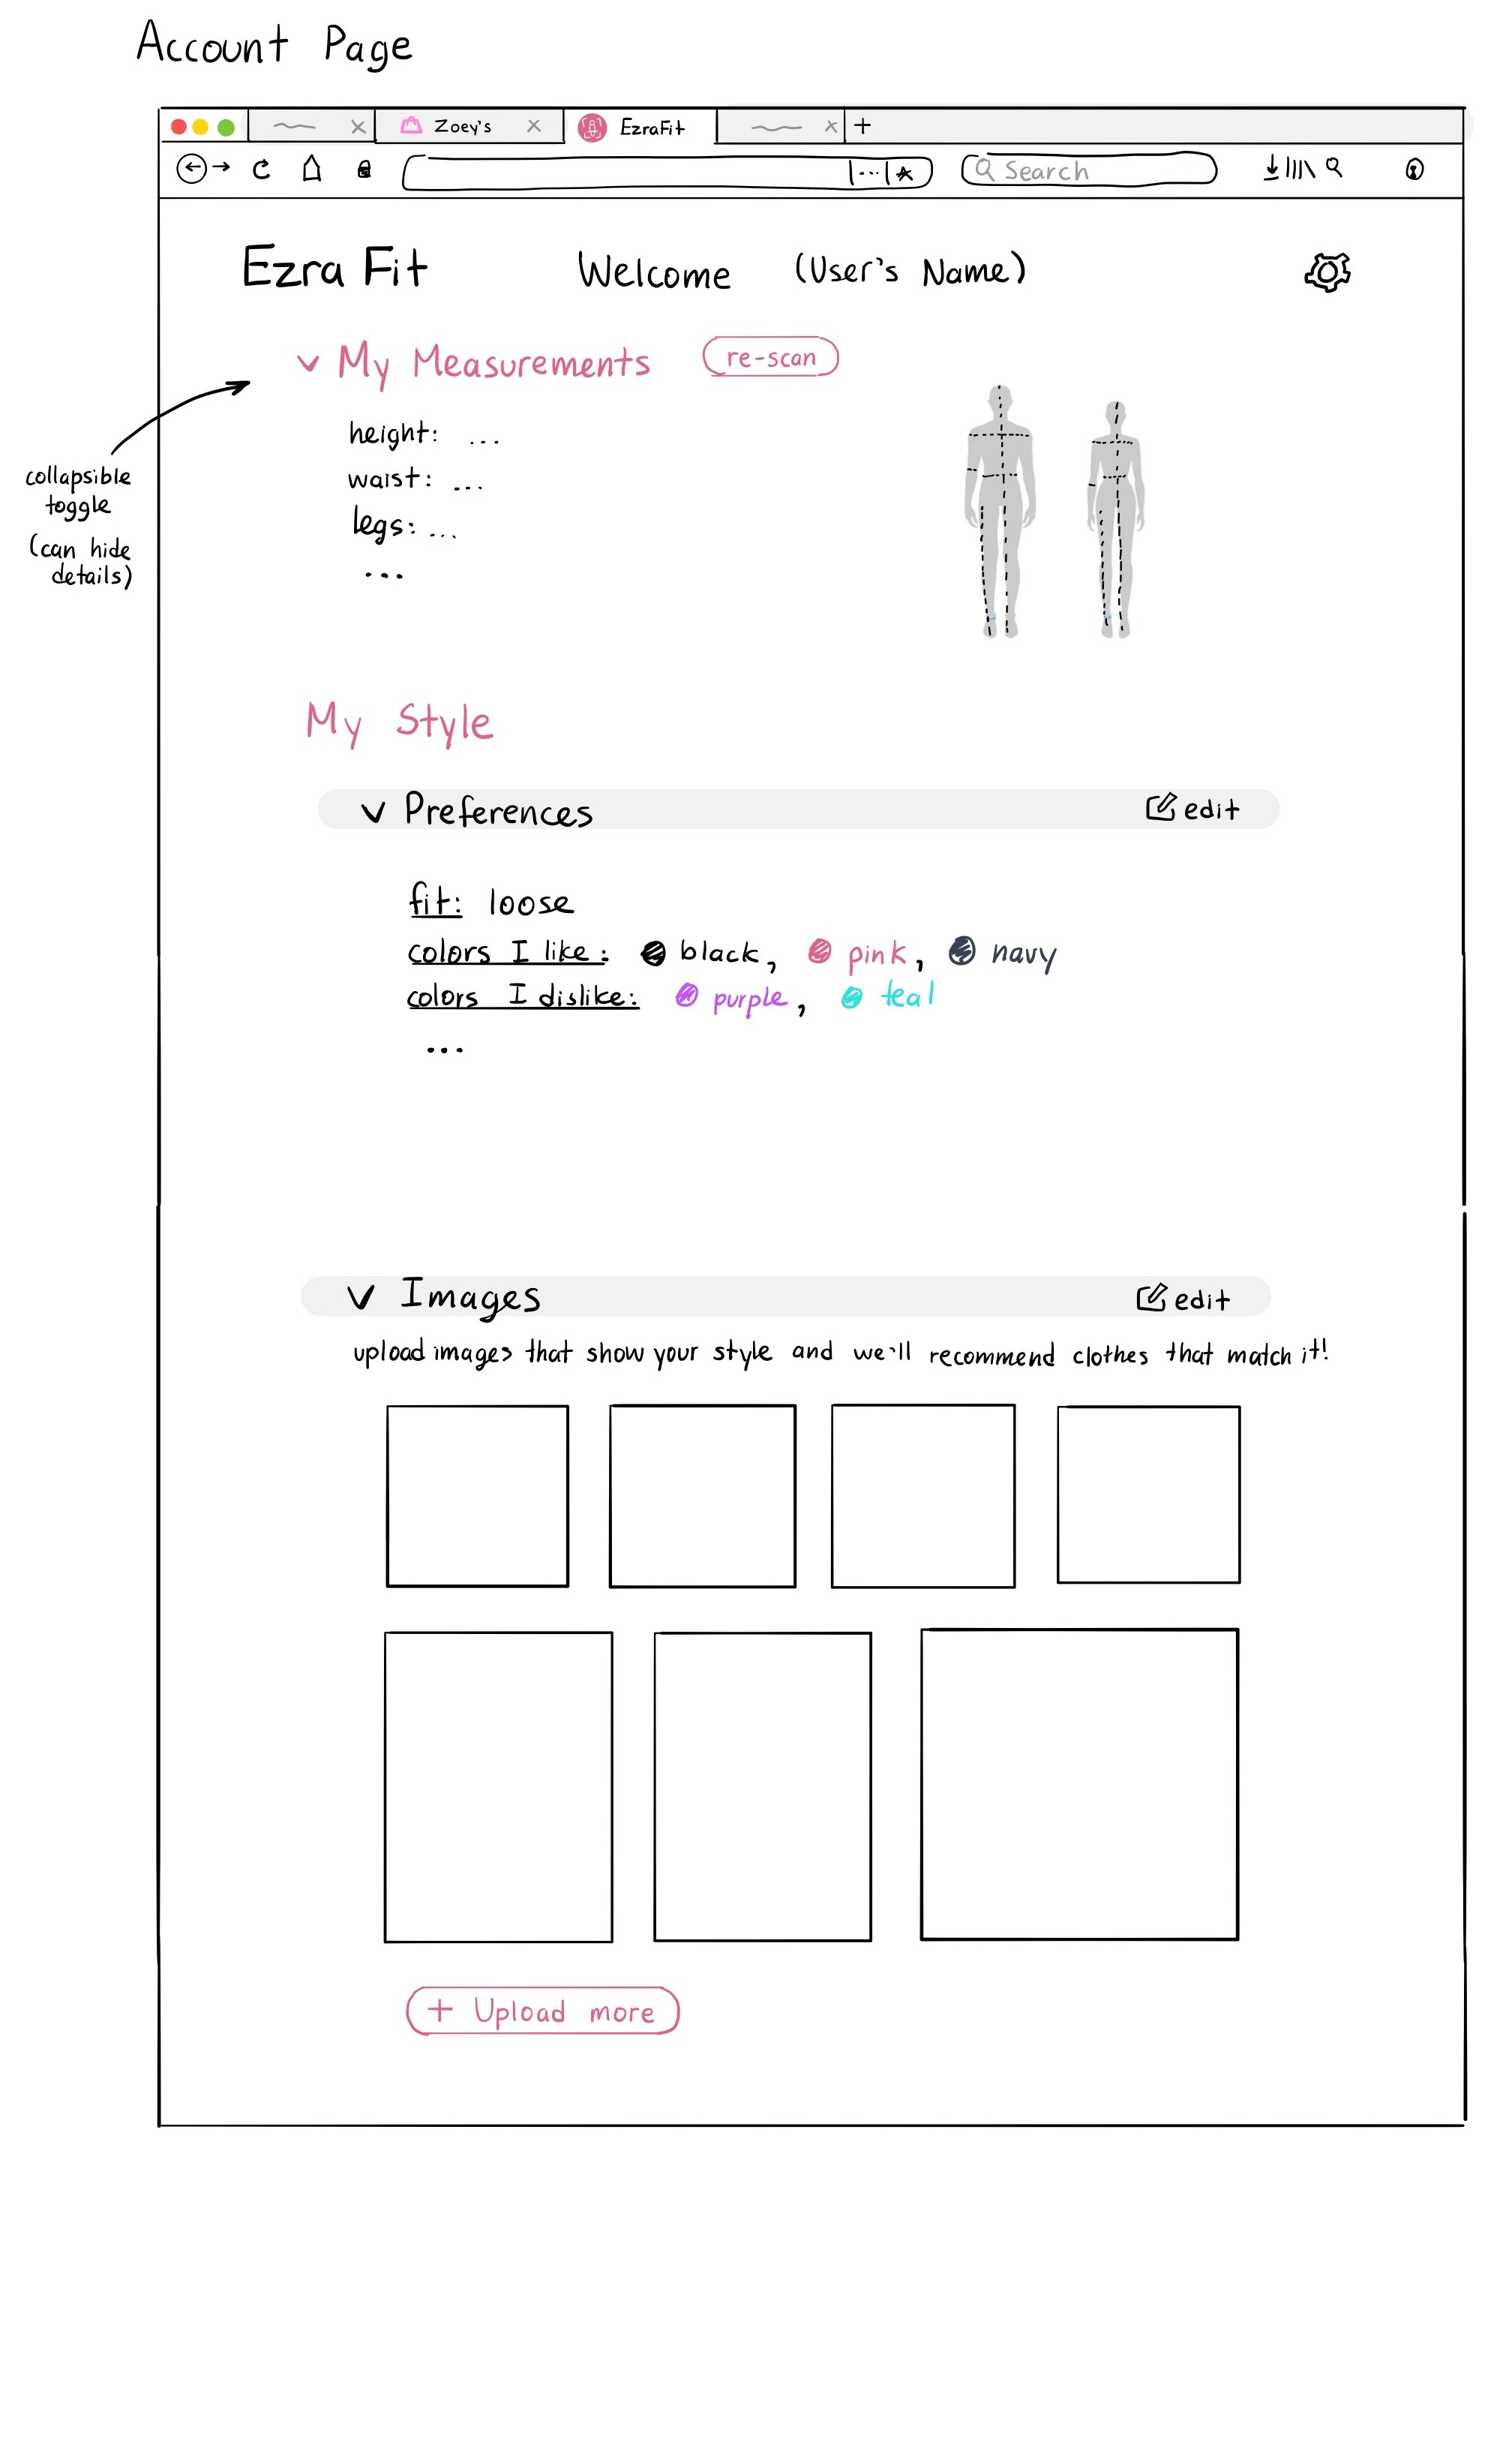 Account Page
Zoey's
EzraFit
Search
Ezra Fit Welcome (User's Name)
My Measurements re-scan
height: ...
waist: ...
legs: ...
...
collapsible
toggle
(can hide
details)
My Style
Preferences edit
fit: loose
colors I like: black, pink, navy
colors I dislike: purple, teal
...
Images edit
upload images that show your style and we'll recommend clothes that match it!
+ Upload more